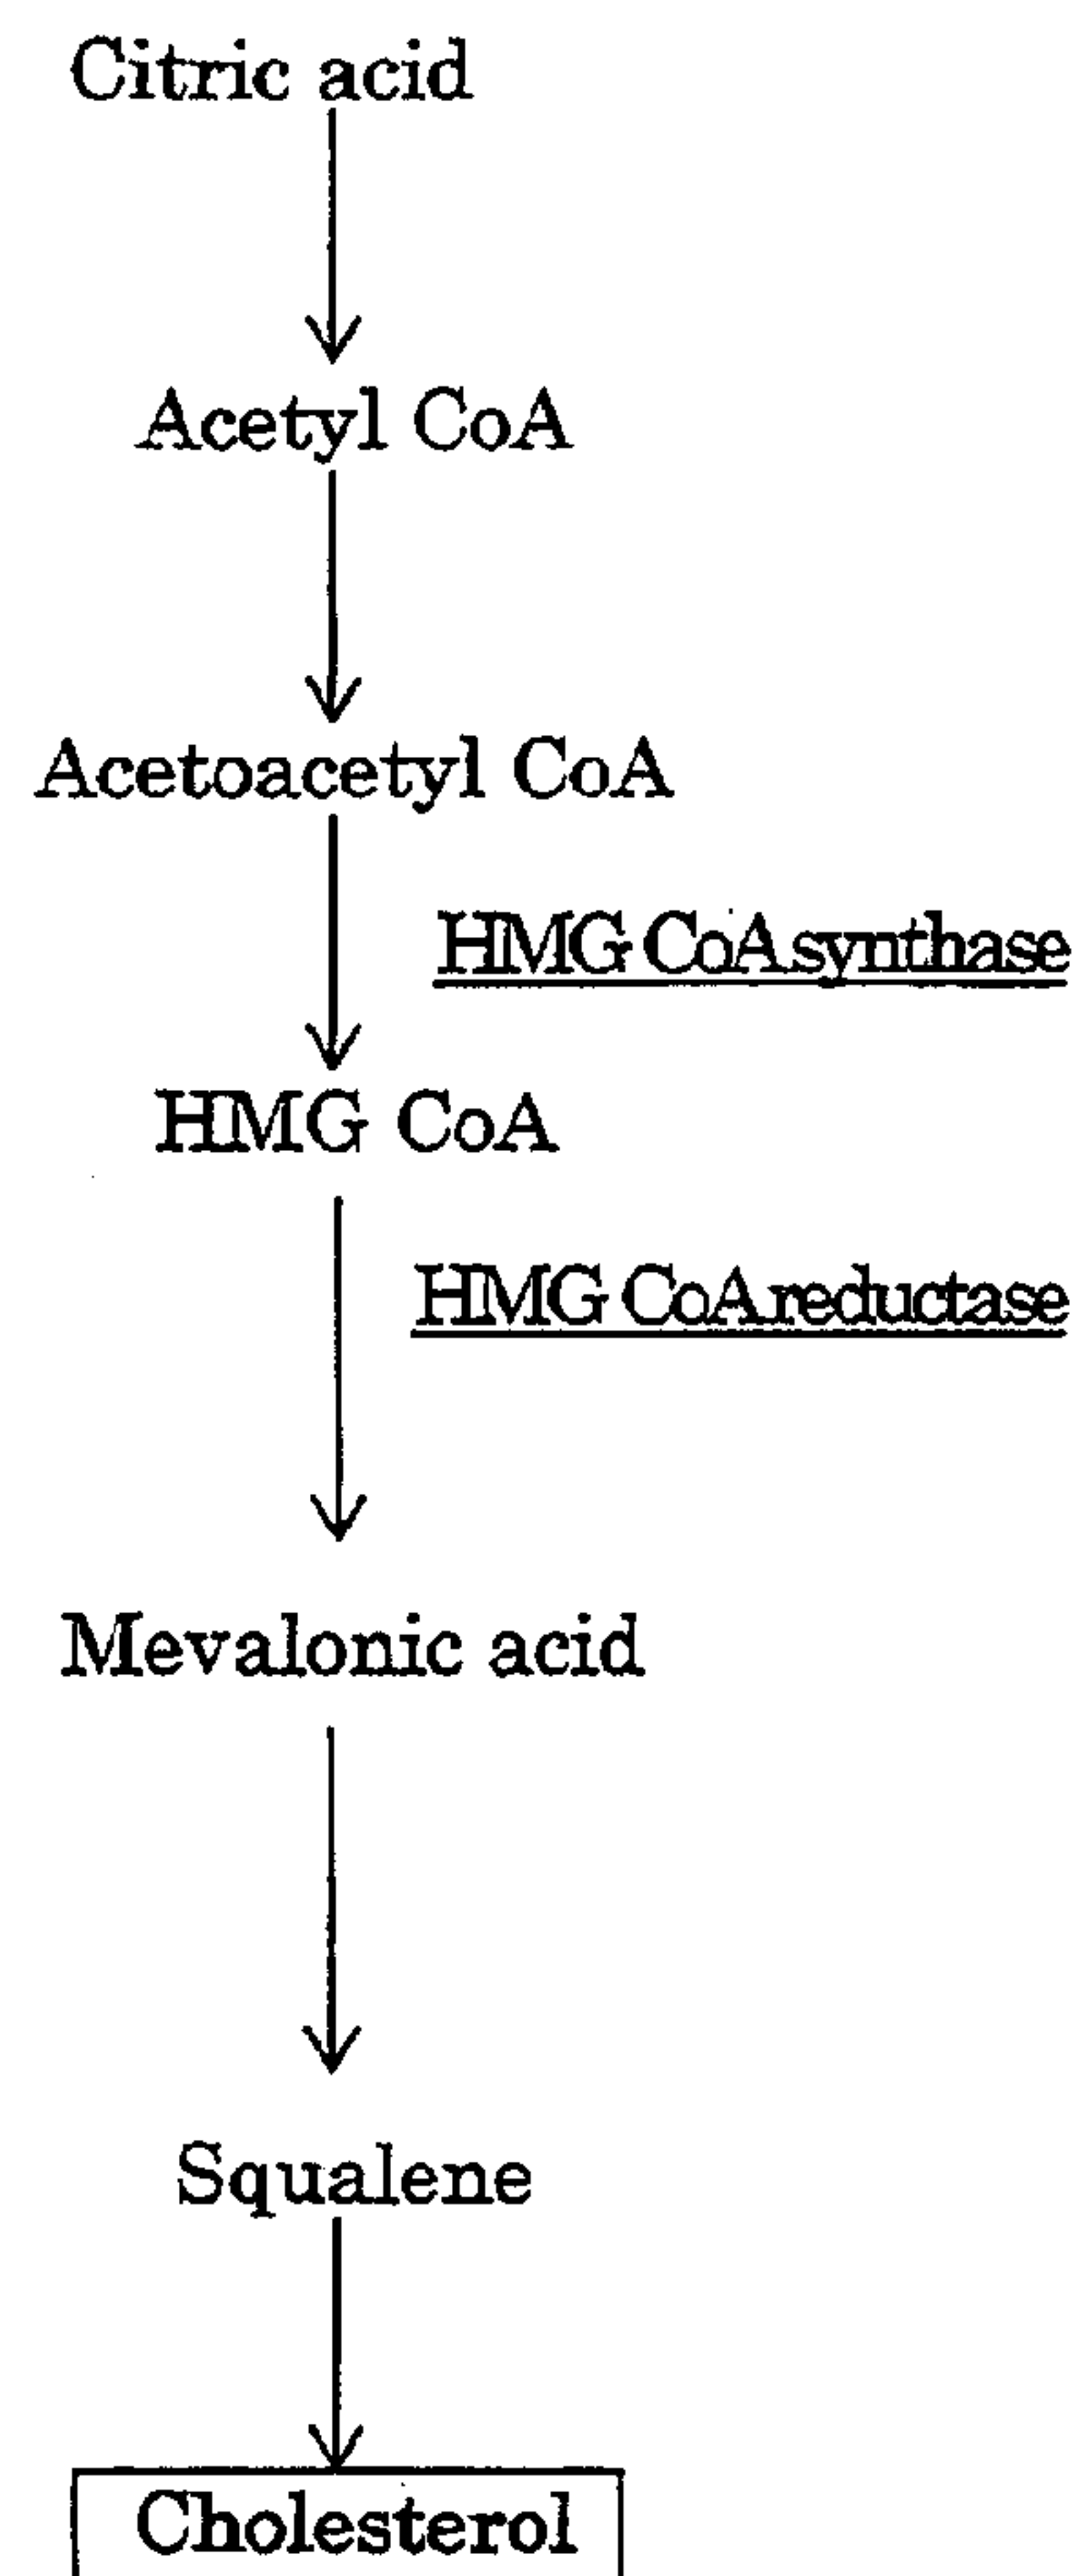 Citric acid
Acetyl CoA
Acetoacetyl CoA
HMG CoA synthase
HMG CoA
HMG CoA reductase
Mevalonic acid
Squalene
Cholesterol